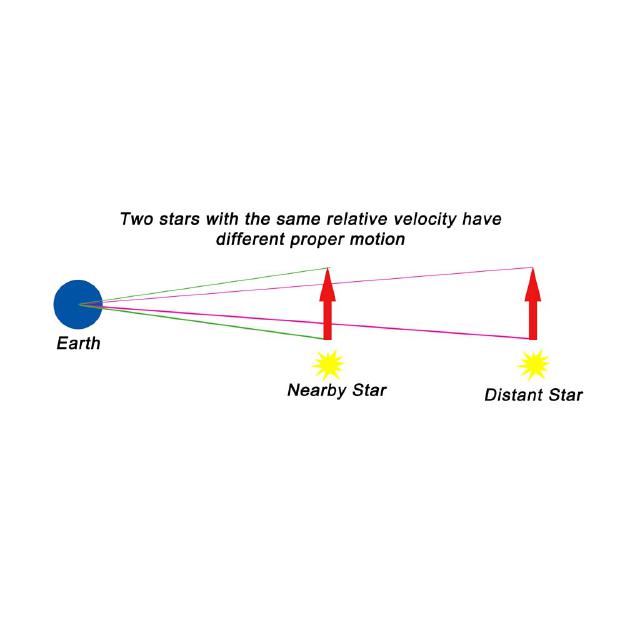 Two stars with the same relative velocity have
different proper motion
Earth
Nearby Star
Distant Star